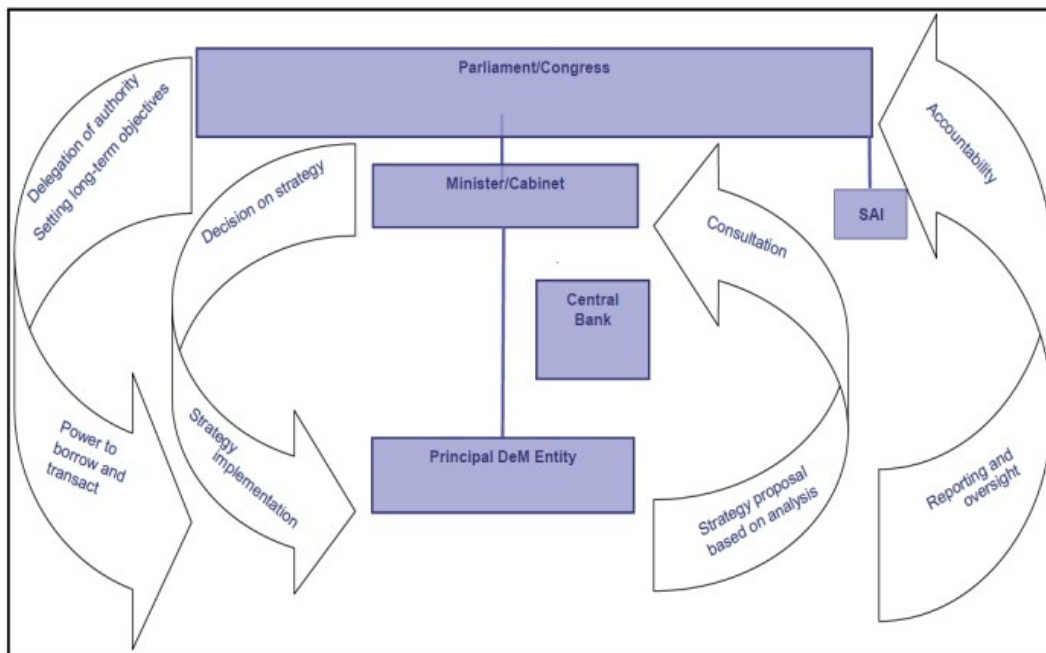 Parliament/Congress
Delegation of authority
Setting long-term objectives
Accountability
Minister/Cabinet
Decision on strategy
SAI
Consultation
Central
Bank
Power to
borrow and
transact
Strategy
implementation
Principal DeM Entity
Strategy proposal
based on analysis
Reporting and
oversight